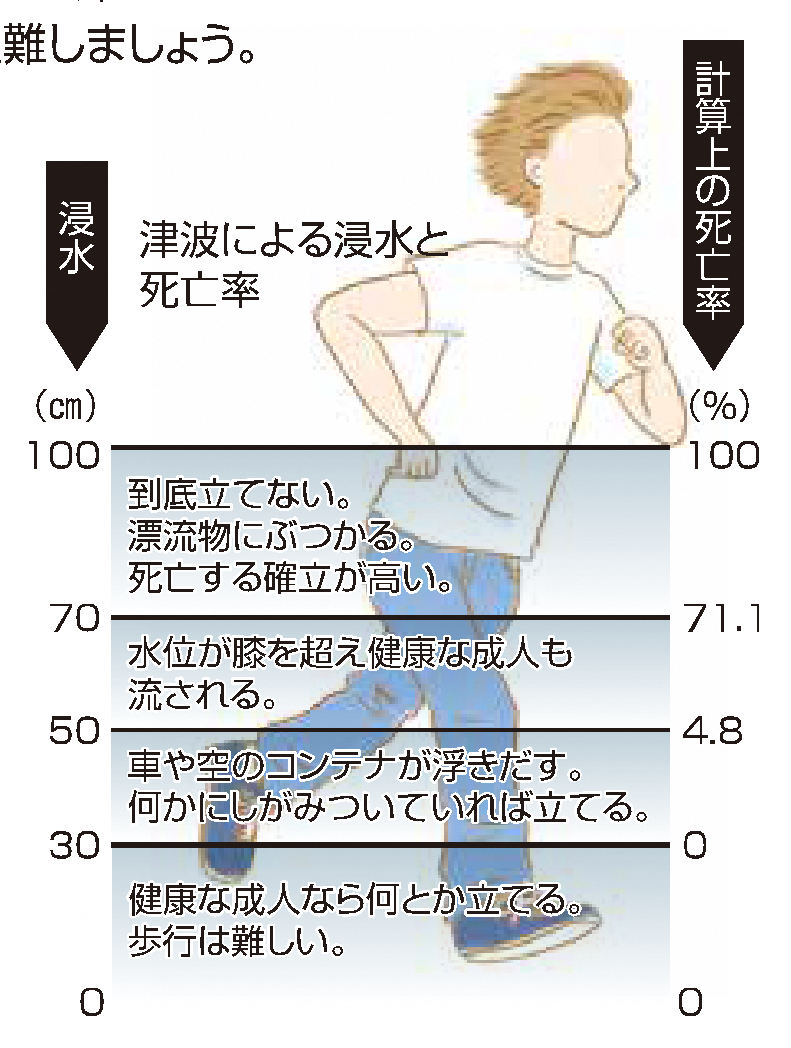 難しましょう。
浸水
津波による浸水と
死亡率
計算上の死亡率
(cm)
(%)
100
100
到底立てない。
漂流物にぶつかる。
死亡する確立が高い。
70
71.1
水位が膝を超え健康な成人も
流される。
50
4.8
車や空のコンテナが浮きだす。
何かにしがみついていれば立てる。
30
0
健康な成人なら何とか立てる。
歩行は難しい。
0
0